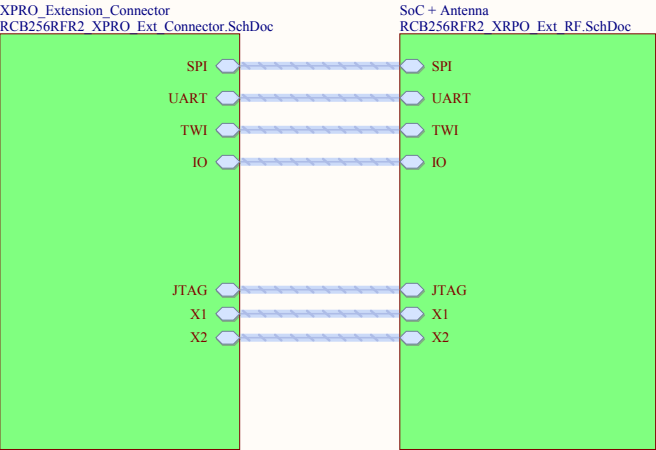 XPRO_Extension_Connector
RCB256RFR2_XPRO_Ext_Connector.SchDoc
SoC + Antenna
RCB256RFR2_XRPO_Ext_RF.SchDoc
SPI
SPI
UART
UART
TWI
TWI
IO
IO
JTAG
JTAG
X1
X1
X2
X2